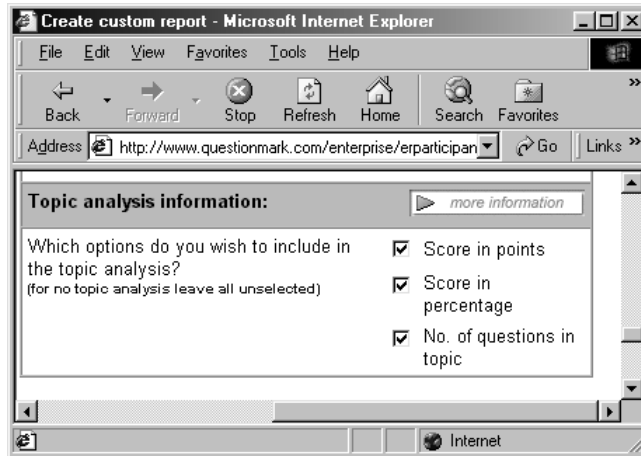 Create custom report - Microsoft Internet Explorer
File Edit View Favorites Tools Help
Back Forward Stop Refresh Home Search Favorites »
Address http://www.questionmark.com/enterprise/erparticipan Go Links »
Topic analysis information: more information
Which options do you wish to include in
the topic analysis?
(for no topic analysis leave all unselected)
Score in points
Score in
percentage
No. of questions in
topic
Internet